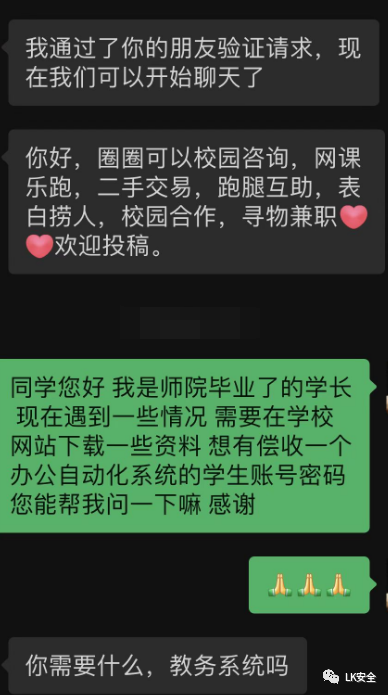 我通过了你的朋友验证请求，现
在我们可以开始聊天了
你好，圈圈可以校园咨询，网课
乐跑，二手交易，跑腿互助，表
白捞人，校园合作，寻物兼职❤
❤欢迎投稿。
同学您好 我是师院毕业了的学长
现在遇到一些情况 需要在学校
网站下载一些资料 想有偿收一个
办公自动化系统的学生账号密码
您能帮我问一下嘛 感谢
🙏🙏🙏
你需要什么，教务系统吗
LK安全